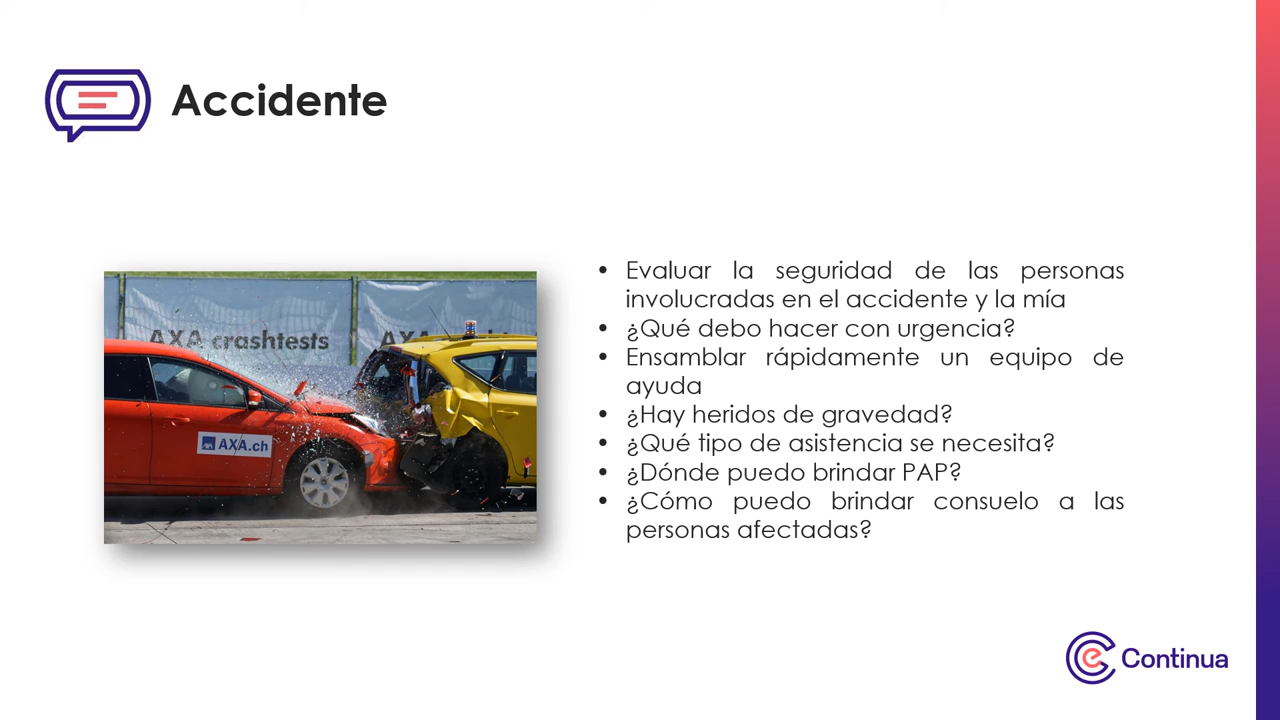 Accidente
AXA crashtests
AXA
AXA.ch
• Evaluar la seguridad de las personas
involucradas en el accidente y la mía
• ¿Qué debo hacer con urgencia?
• Ensamblar rápidamente un equipo de
ayuda
• ¿Hay heridos de gravedad?
• ¿Qué tipo de asistencia se necesita?
• ¿Dónde puedo brindar PAP?
• ¿Cómo puedo brindar consuelo a las
personas afectadas?
Continua